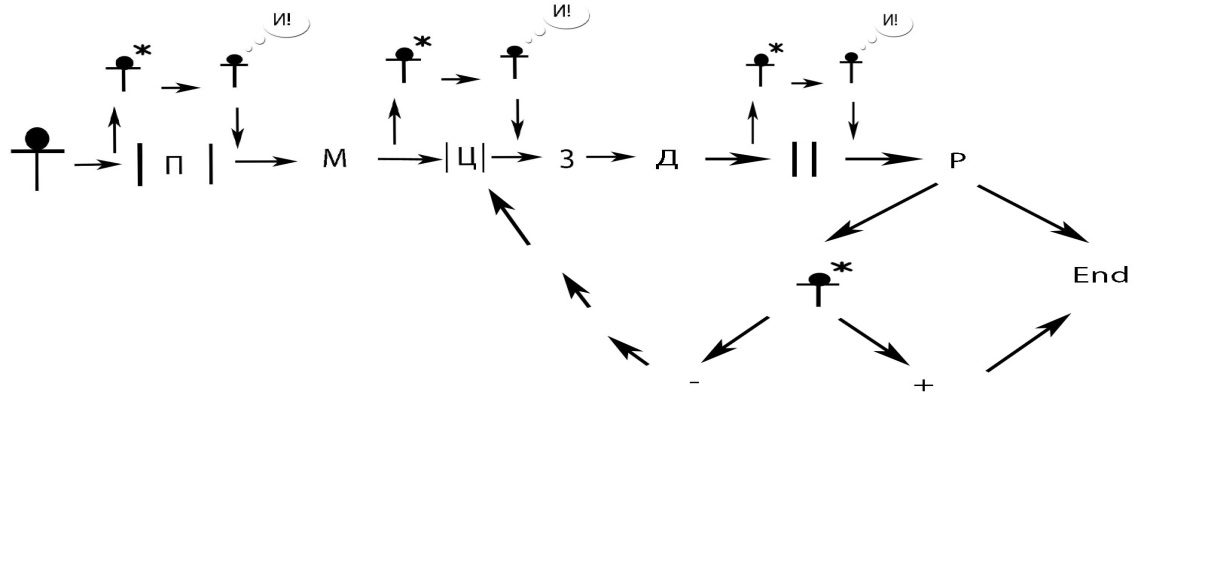 И! И! И!
* * *
| П | М |Ц| З Д || Р
* End
- +